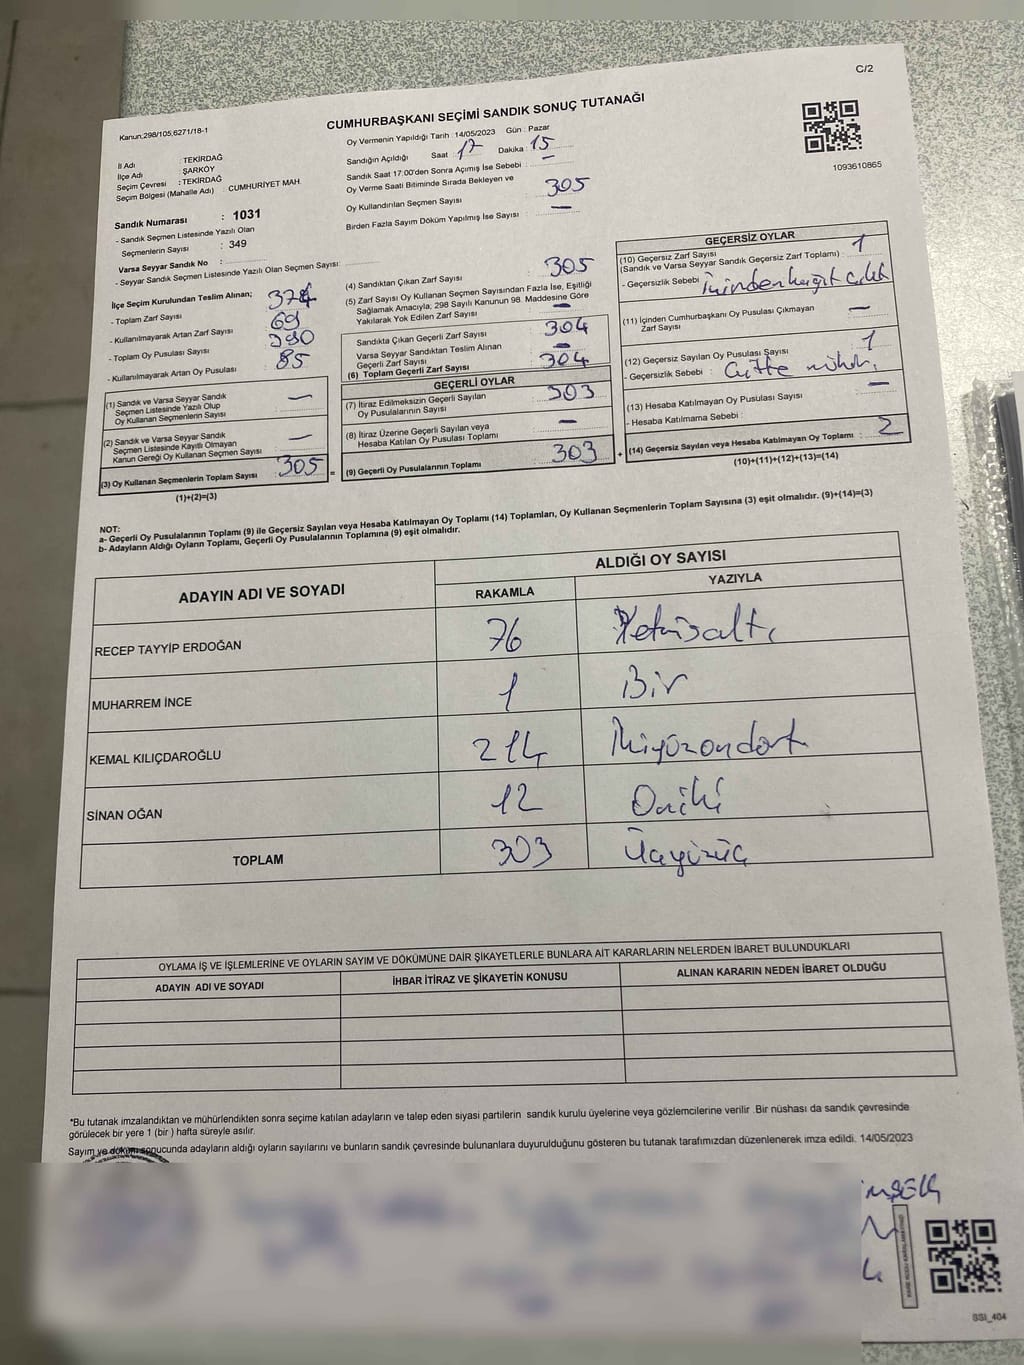 C/2
CUMHURBAŞKANI SEÇİMİ SANDIK SONUÇ TUTANAĞI
Kanun;298/105,6271/18-1
İl Adı : TEKİRDAĞ
İlçe Adı : ŞARKÖY
Seçim Çevresi : TEKİRDAĞ
Seçim Bölgesi (Mahalle Adı) : CUMHURİYET MAH.
Sandık Numarası : 1031
- Sandık Seçmen Listesinde Yazılı Olan
Seçmenlerin Sayısı : 349
Varsa Seyyar Sandık No :
- Seyyar Sandık Seçmen Listesinde Yazılı Olan Seçmen Sayısı:
Oy Vermenin Yapıldığı Tarih : 14/05/2023 Gün : Pazar
Sandığın Açıldığı Saat : 17 Dakika : 15
Sandık Saat 17:00'den Sonra Açımış İse Sebebi : —
Oy Verme Saati Bitiminde Sırada Bekleyen ve
Oy Kullandırılan Seçmen Sayısı : 305
Birden Fazla Sayım Döküm Yapılmış İse Sayısı : —
1093610865
İlçe Seçim Kurulundan Teslim Alınan;
- Toplam Zarf Sayısı : 374
- Kullanılmayarak Artan Zarf Sayısı : 69
- Toplam Oy Pusulası Sayısı : 390
- Kullanılmayarak Artan Oy Pusulası : 85
(1) Sandık ve Varsa Seyyar Sandık
Seçmen Listesinde Yazılı Olup
Oy Kullanan Seçmenlerin Sayısı : —
(2) Sandık ve Varsa Seyyar Sandık
Seçmen Listesinde Kayıtlı Olmayan
Kanun Gereği Oy Kullanan Seçmen Sayısı : —
(3) Oy Kullanan Seçmenlerin Toplam Sayısı : 305
(1)+(2)=(3)
=
(4) Sandıktan Çıkan Zarf Sayısı : 305
(5) Zarf Sayısı Oy Kullanan Seçmen Sayısından Fazla İse, Eşitliği
Sağlamak Amacıyla; 298 Sayılı Kanunun 98. Maddesine Göre
Yakılarak Yok Edilen Zarf Sayısı : —
Sandıkta Çıkan Geçerli Zarf Sayısı : 304
Varsa Seyyar Sandıktan Teslim Alınan
Geçerli Zarf Sayısı : —
(6) Toplam Geçerli Zarf Sayısı : 304
GEÇERLİ OYLAR
(7) İtiraz Edilmeksizin Geçerli Sayılan
Oy Pusulalarının Sayısı : 303
(8) İtiraz Üzerine Geçerli Sayılan veya
Hesaba Katılan Oy Pusulası Toplamı : —
(9) Geçerli Oy Pusulalarının Toplamı : 303
+
GEÇERSİZ OYLAR
(10) Geçersiz Zarf Sayısı
(Sandık ve Varsa Seyyar Sandık Geçersiz Zarf Toplamı) : 1
- Geçersizlik Sebebi : İçinden kağıt çıktı
(11) İçinden Cumhurbaşkanı Oy Pusulası Çıkmayan
Zarf Sayısı : —
(12) Geçersiz Sayılan Oy Pusulası Sayısı : 1
- Geçersizlik Sebebi : Çifte mühür
(13) Hesaba Katılmayan Oy Pusulası Sayısı : —
- Hesaba Katılmama Sebebi :
(14) Geçersiz Sayılan veya Hesaba Katılmayan Oy Toplamı : 2
(10)+(11)+(12)+(13)=(14)
NOT:
a- Geçerli Oy Pusulalarının Toplamı (9) ile Geçersiz Sayılan veya Hesaba Katılmayan Oy Toplamı (14) Toplamları, Oy Kullanan Seçmenlerin Toplam Sayısına (3) eşit olmalıdır. (9)+(14)=(3)
b- Adayların Aldığı Oyların Toplamı, Geçerli Oy Pusulalarının Toplamına (9) eşit olmalıdır.
ADAYIN ADI VE SOYADI ALDIĞI OY SAYISI
RAKAMLA YAZIYLA
RECEP TAYYİP ERDOĞAN 76 Yetmişaltı
MUHARREM İNCE 1 Bir
KEMAL KILIÇDAROĞLU 214 İkiyüzondört
SİNAN OĞAN 12 Oniki
TOPLAM 303 Üçyüzüç
OYLAMA İŞ VE İŞLEMLERİNE VE OYLARIN SAYIM VE DÖKÜMÜNE DAİR ŞİKAYETLERLE BUNLARA AİT KARARLARIN NELERDEN İBARET BULUNDUKLARI
ADAYIN ADI VE SOYADI İHBAR İTİRAZ VE ŞİKAYETİN KONUSU ALINAN KARARIN NEDEN İBARET OLDUĞU
*Bu tutanak imzalandıktan ve mühürlendikten sonra seçime katılan adayların ve talep eden siyasi partilerin sandık kurulu üyelerine veya gözlemcilerine verilir .Bir nüshası da sandık çevresinde
görülecek bir yere 1 (bir ) hafta süreyle asılır.
Sayım ve döküm sonucunda adayların aldığı oyların sayılarını ve bunların sandık çevresinde bulunanlara duyurulduğunu gösteren bu tutanak tarafımızdan düzenlenerek imza edildi. 14/05/2023
SSI_404